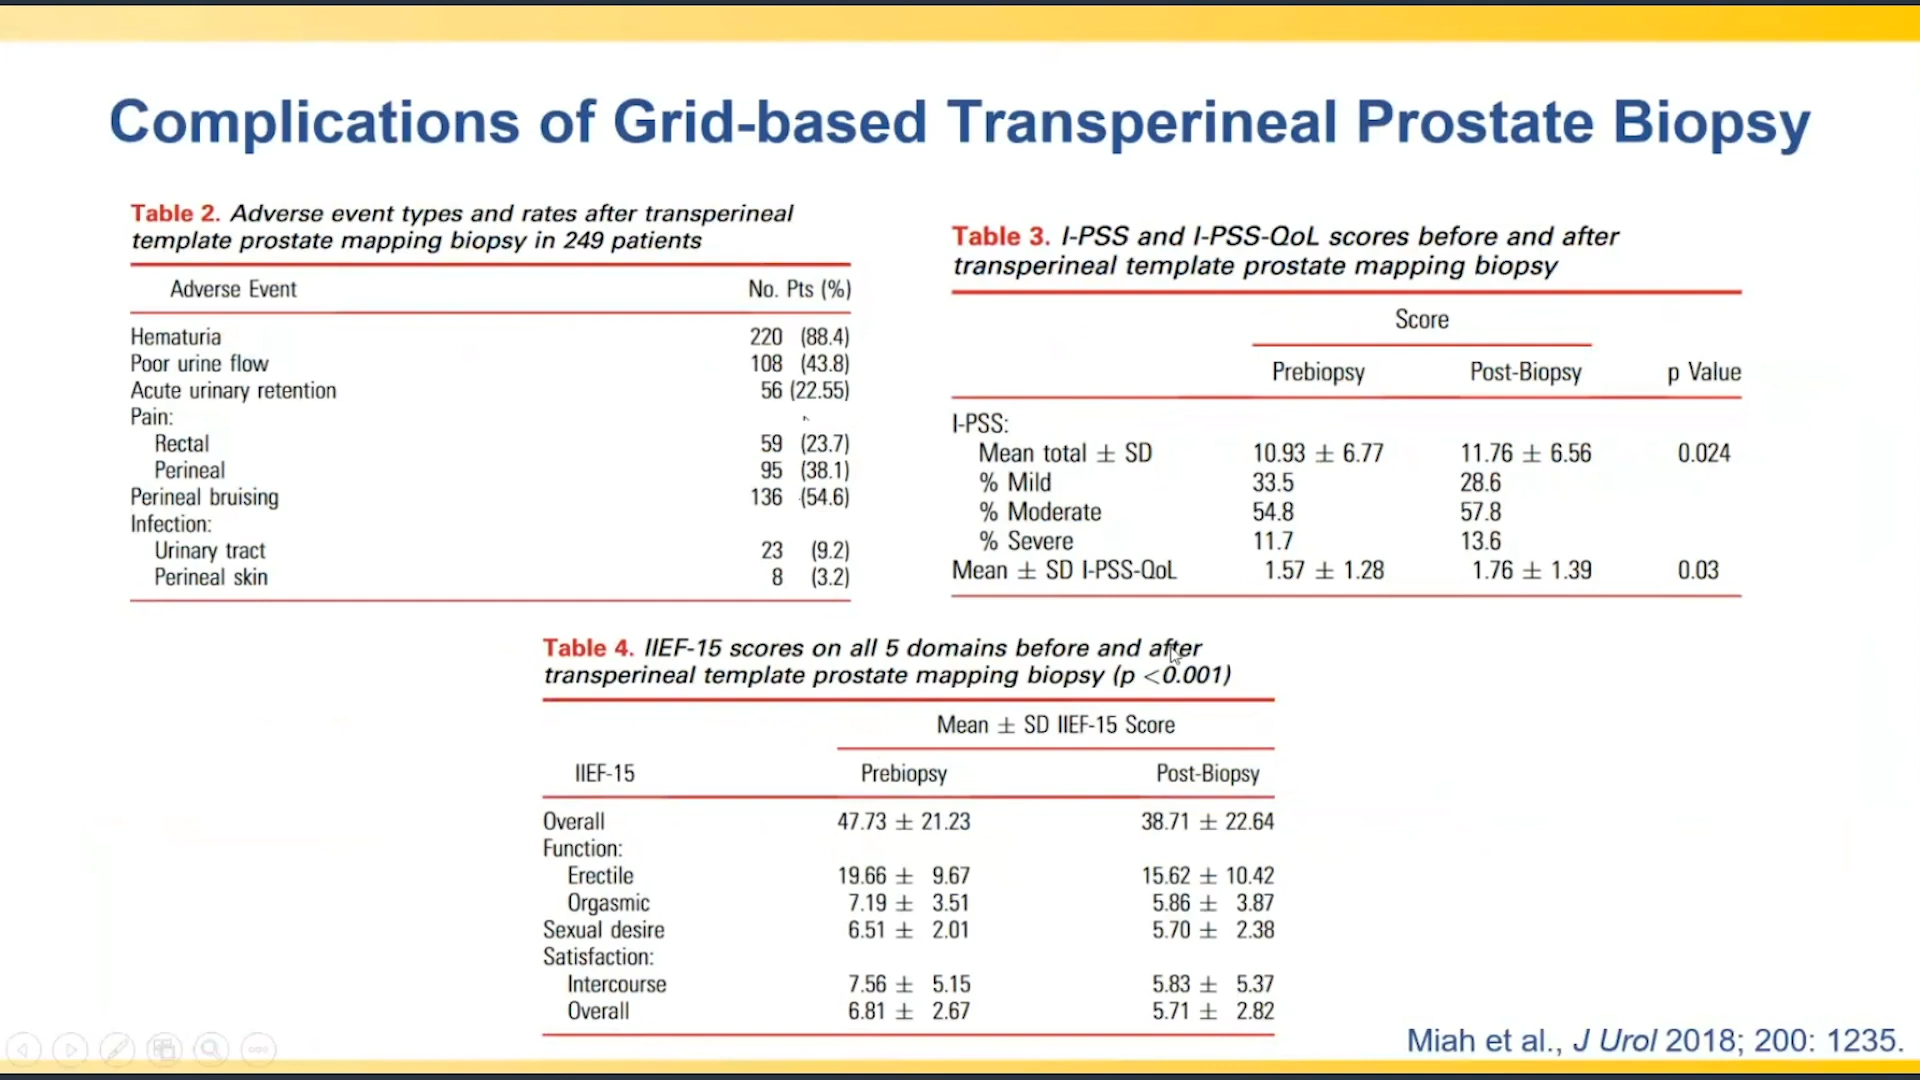 Complications of Grid-based Transperineal Prostate Biopsy
Table 2. Adverse event types and rates after transperineal
template prostate mapping biopsy in 249 patients
Adverse Event No. Pts (%)
Hematuria 220 (88.4)
Poor urine flow 108 (43.8)
Acute urinary retention 56 (22.55)
Pain:
Rectal 59 (23.7)
Perineal 95 (38.1)
Perineal bruising 136 (54.6)
Infection:
Urinary tract 23 (9.2)
Perineal skin 8 (3.2)
Table 3. I-PSS and I-PSS-QoL scores before and after
transperineal template prostate mapping biopsy
Score
Prebiopsy Post-Biopsy p Value
I-PSS:
Mean total ± SD 10.93 ± 6.77 11.76 ± 6.56 0.024
% Mild 33.5 28.6
% Moderate 54.8 57.8
% Severe 11.7 13.6
Mean ± SD I-PSS-QoL 1.57 ± 1.28 1.76 ± 1.39 0.03
Table 4. IIEF-15 scores on all 5 domains before and after
transperineal template prostate mapping biopsy (p <0.001)
Mean ± SD IIEF-15 Score
IIEF-15 Prebiopsy Post-Biopsy
Overall 47.73 ± 21.23 38.71 ± 22.64
Function:
Erectile 19.66 ± 9.67 15.62 ± 10.42
Orgasmic 7.19 ± 3.51 5.86 ± 3.87
Sexual desire 6.51 ± 2.01 5.70 ± 2.38
Satisfaction:
Intercourse 7.56 ± 5.15 5.83 ± 5.37
Overall 6.81 ± 2.67 5.71 ± 2.82
Miah et al., J Urol 2018; 200: 1235.